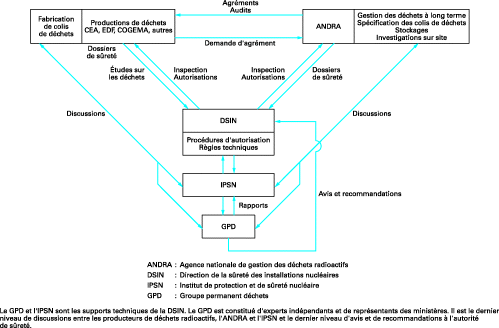 Agréments
Audits
Fabrication
de colis
de déchets
Productions de déchets
CEA, EDF, COGEMA, autres
ANDRA
Gestion des déchets à long terme
Spécification des colis de déchets
Stockages
Investigations sur site
Demande d'agrément
Dossiers
de sûreté
Études sur
les déchets
Inspection
Autorisations
Inspection
Autorisations
Dossiers
de sûreté
Discussions
Discussions
DSIN
Procédures d'autorisation
Règles techniques
IPSN
Rapports
Avis et recommandations
GPD
ANDRA : Agence nationale de gestion des déchets radioactifs
DSIN : Direction de la sûreté des installations nucléaires
IPSN : Institut de protection et de sûreté nucléaire
GPD : Groupe permanent déchets
Le GPD et l'IPSN sont les supports techniques de la DSIN. Le GPD est constitué d'experts indépendants et de représentants des ministères. Il est le dernier
niveau de discussions entre les producteurs de déchets radioactifs, l'ANDRA et l'IPSN et le dernier niveau d'avis et de recommandations à l'autorité
de sûreté.